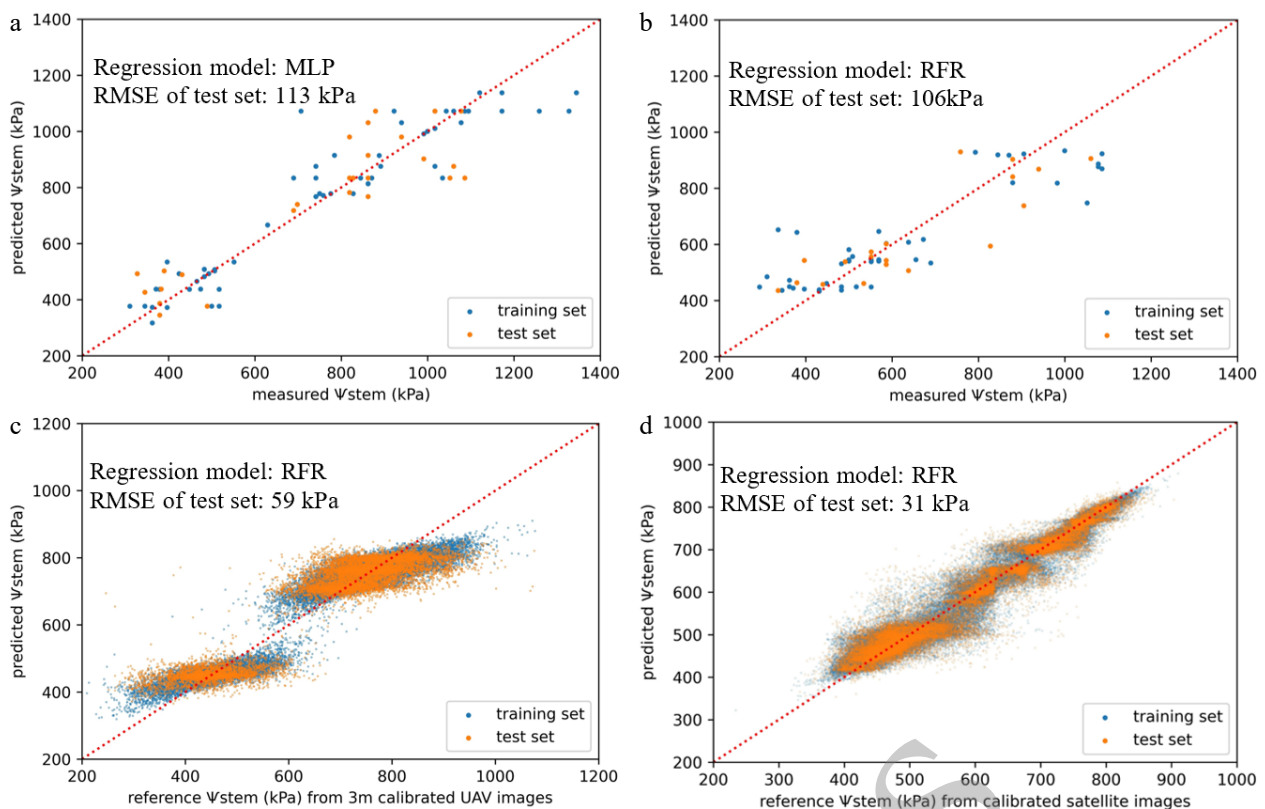 a
1400
1200
1000
800
600
400
200
predicted Ψstem (kPa)
Regression model: MLP
RMSE of test set: 113 kPa
training set
test set
200 400 600 800 1000 1200 1400
measured Ψstem (kPa)
b
1400
1200
1000
800
600
400
200
predicted Ψstem (kPa)
Regression model: RFR
RMSE of test set: 106kPa
training set
test set
200 400 600 800 1000 1200 1400
measured Ψstem (kPa)
c
1200
1000
800
600
400
200
predicted Ψstem (kPa)
Regression model: RFR
RMSE of test set: 59 kPa
training set
test set
200 400 600 800 1000 1200
reference Ψstem (kPa) from 3m calibrated UAV images
d
1000
900
800
700
600
500
400
300
200
predicted Ψstem (kPa)
Regression model: RFR
RMSE of test set: 31 kPa
training set
test set
200 300 400 500 600 700 800 900 1000
reference Ψstem (kPa) from calibrated satellite images